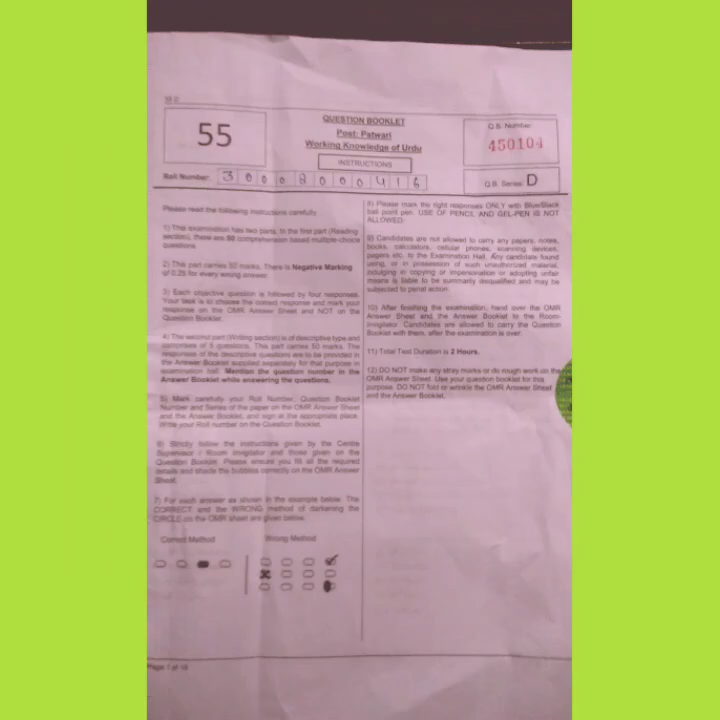 55
QUESTION BOOKLET
Post: Patwari
Working Knowledge of Urdu
INSTRUCTIONS
Q.B. Number
450104
Roll Number: 3 0 0 0 8 0 0 0 4 1 6
Q.B. Series: D
Please read the following instructions carefully.
1) This examination has two parts. In the first part (Reading
section), there are 50 comprehension based multiple-choice
questions.
2) This part carries 50 marks. There is Negative Marking
of 0.25 for every wrong answer.
3) Each objective question is followed by four responses.
Your task is to choose the correct response and mark your
response on the OMR Answer Sheet and NOT on the
Question Booklet.
4) The second part (Writing section) is of descriptive type and
comprises of 5 questions. This part carries 50 marks. The
responses of the descriptive questions are to be provided in
the Answer Booklet supplied separately for that purpose in
examination hall. Mention the question number in the
Answer Booklet while answering the questions.
5) Mark carefully your Roll Number, Question Booklet
Number and Series of the paper on the OMR Answer Sheet
and the Answer Booklet, and sign at the appropriate place.
Write your Roll number on the Question Booklet.
6) Strictly follow the instructions given by the Centre
Supervisor / Room Invigilator and those given on the
Question Booklet. Please ensure you fill all the required
details and shade the bubbles correctly on the OMR Answer
Sheet.
7) For each answer as shown in the example below. The
CORRECT and the WRONG method of darkening the
CIRCLE on the OMR sheet are given below.
Correct Method
Wrong Method
8) Please mark the right responses ONLY with Blue/Black
ball point pen. USE OF PENCIL AND GEL-PEN IS NOT
ALLOWED.
9) Candidates are not allowed to carry any papers, notes,
books, calculators, cellular phones, scanning devices,
pagers etc. to the Examination Hall. Any candidate found
using, or in possession of such unauthorized material,
indulging in copying or impersonation or adopting unfair
means is liable to be summarily disqualified and may be
subjected to penal action.
10) After finishing the examination, hand over the OMR
Answer Sheet and the Answer Booklet to the Room-
Invigilator. Candidates are allowed to carry the Question
Booklet with them, after the examination is over.
11) Total Test Duration is 2 Hours.
12) DO NOT make any stray marks or do rough work on the
OMR Answer Sheet. Use your question booklet for this
purpose. DO NOT fold or wrinkle the OMR Answer Sheet
and the Answer Booklet.
Page 1 of